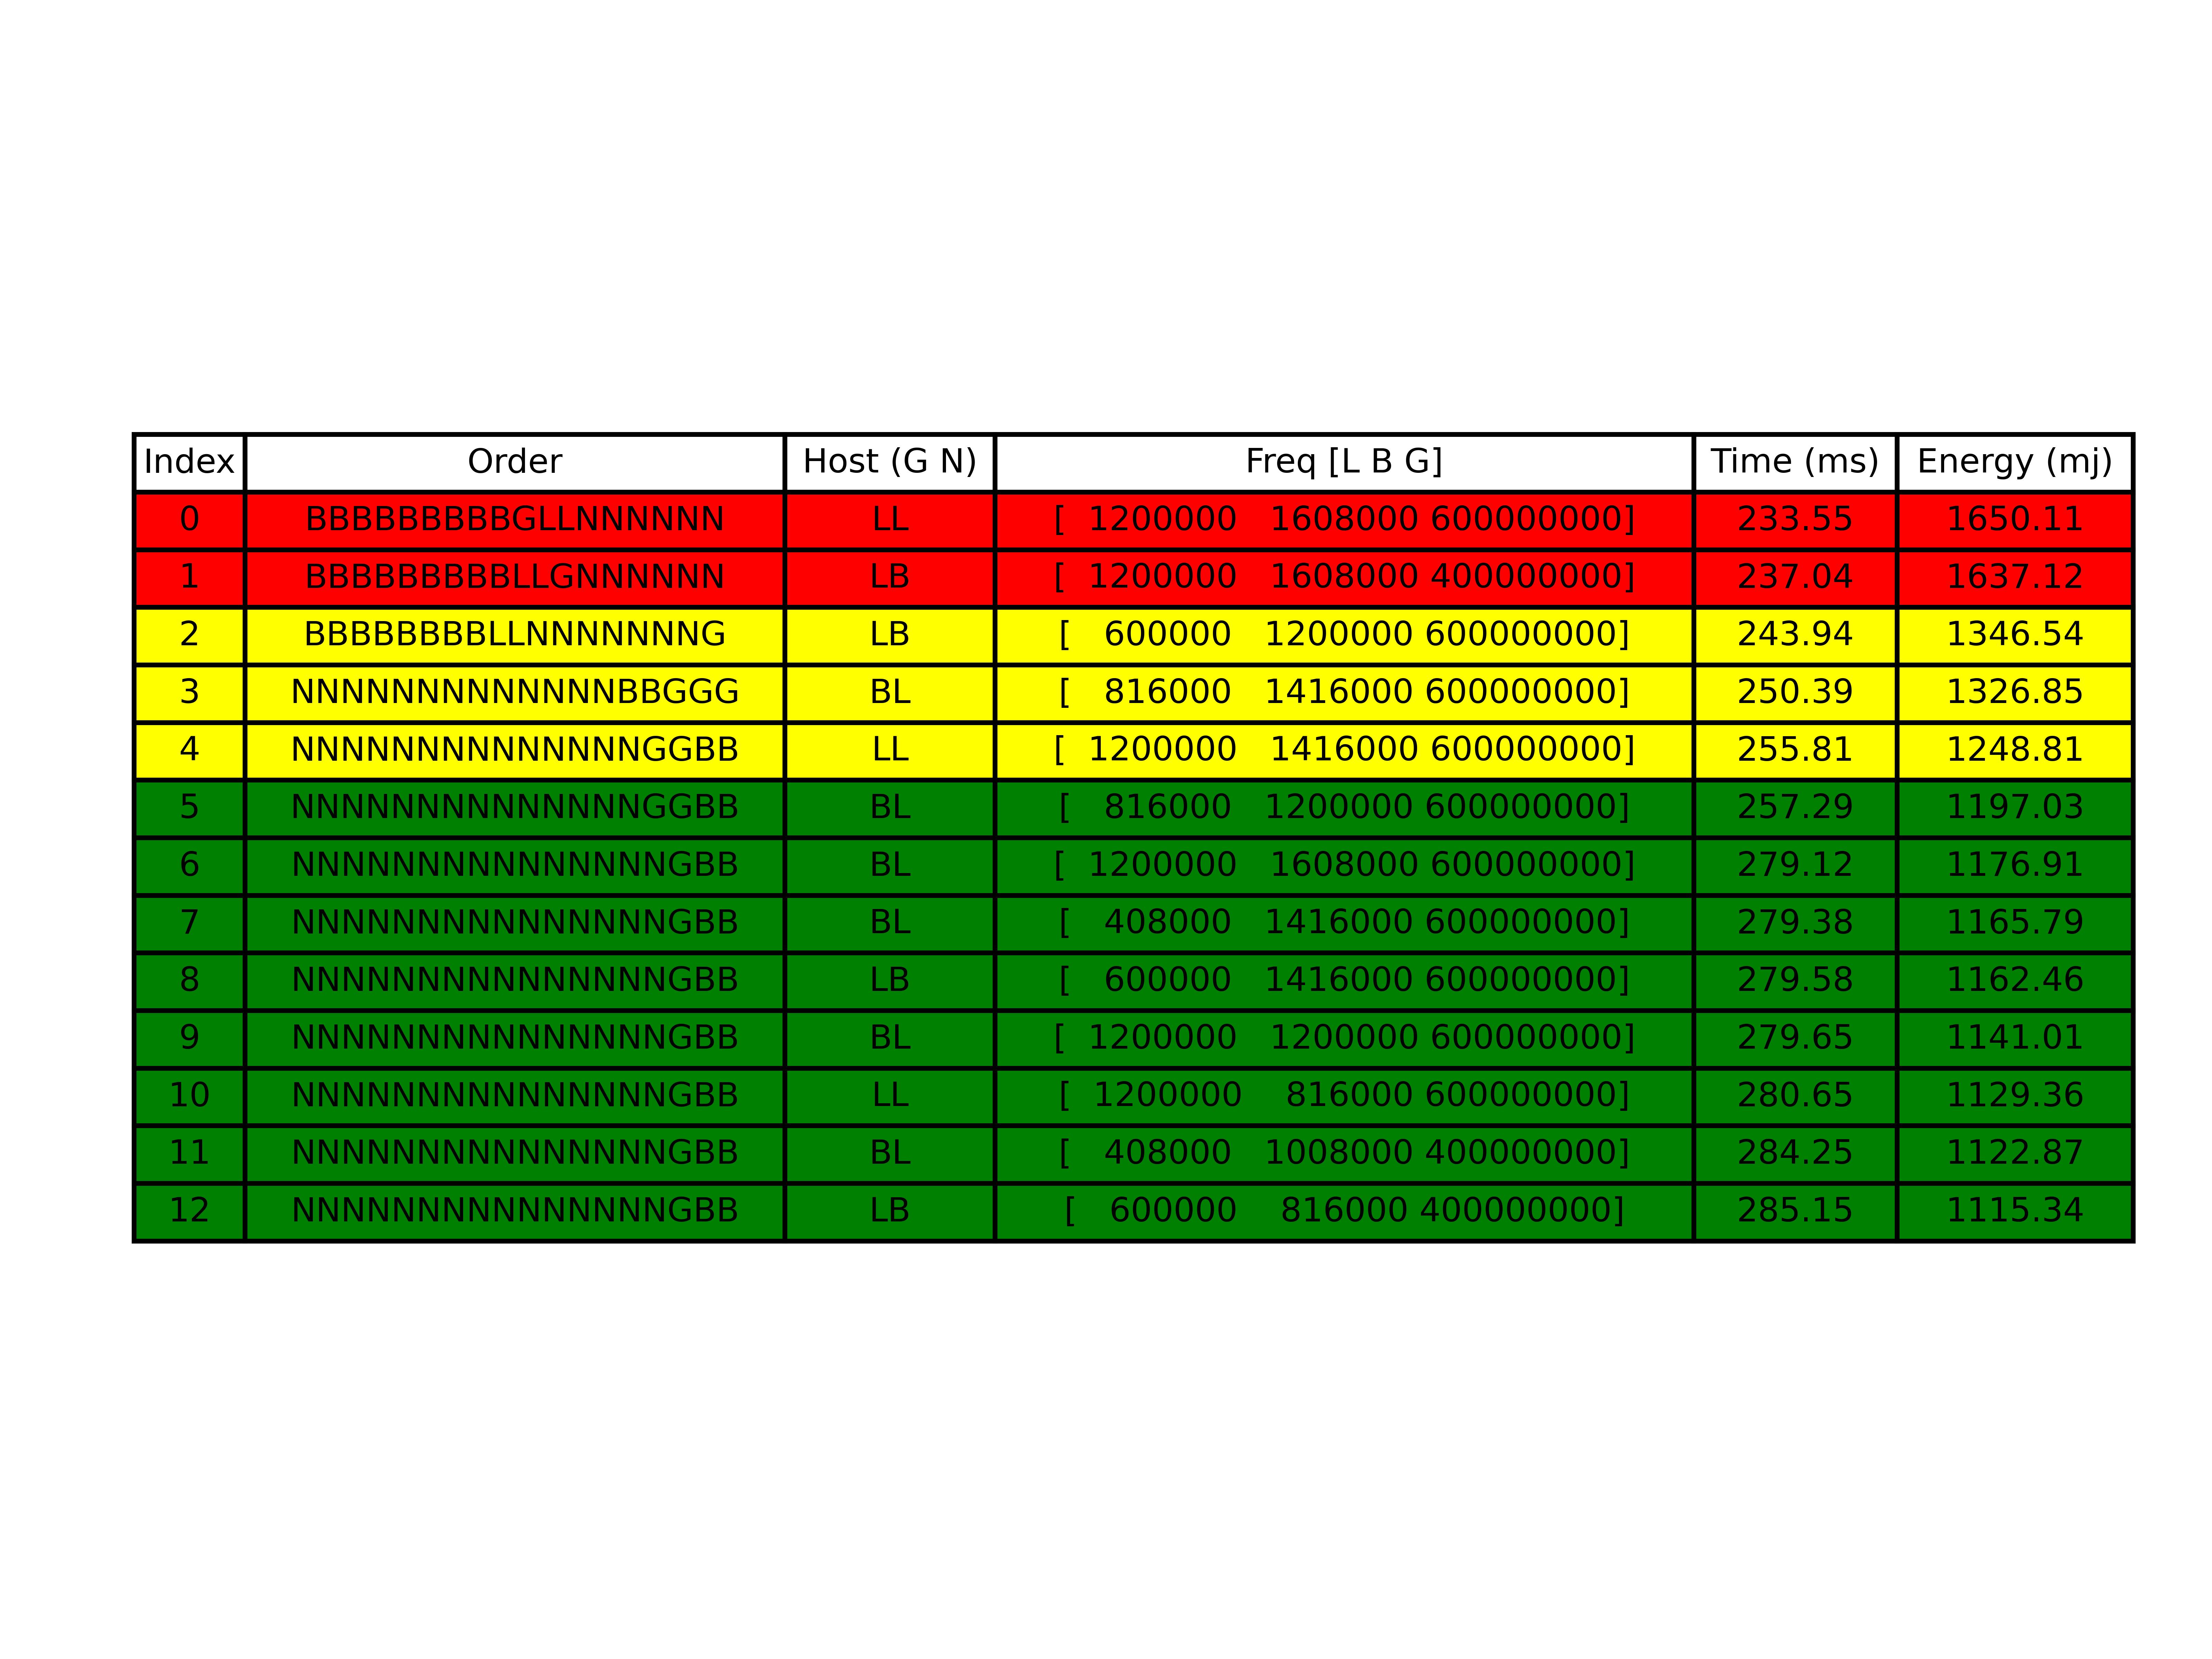 Index Order Host (G N) Freq [L B G] Time (ms) Energy (mj)
0 BBBBBBBBBGLLNNNNNN LL [ 1200000 1608000 600000000] 233.55 1650.11
1 BBBBBBBBBLLGNNNNNN LB [ 1200000 1608000 400000000] 237.04 1637.12
2 BBBBBBBBLLNNNNNNNG LB [ 600000 1200000 600000000] 243.94 1346.54
3 NNNNNNNNNNNNNBBGGG BL [ 816000 1416000 600000000] 250.39 1326.85
4 NNNNNNNNNNNNNNGGBB LL [ 1200000 1416000 600000000] 255.81 1248.81
5 NNNNNNNNNNNNNNGGBB BL [ 816000 1200000 600000000] 257.29 1197.03
6 NNNNNNNNNNNNNNNGBB BL [ 1200000 1608000 600000000] 279.12 1176.91
7 NNNNNNNNNNNNNNNGBB BL [ 408000 1416000 600000000] 279.38 1165.79
8 NNNNNNNNNNNNNNNGBB LB [ 600000 1416000 600000000] 279.58 1162.46
9 NNNNNNNNNNNNNNNGBB BL [ 1200000 1200000 600000000] 279.65 1141.01
10 NNNNNNNNNNNNNNNGBB LL [ 1200000 816000 600000000] 280.65 1129.36
11 NNNNNNNNNNNNNNNGBB BL [ 408000 1008000 400000000] 284.25 1122.87
12 NNNNNNNNNNNNNNNGBB LB [ 600000 816000 400000000] 285.15 1115.34